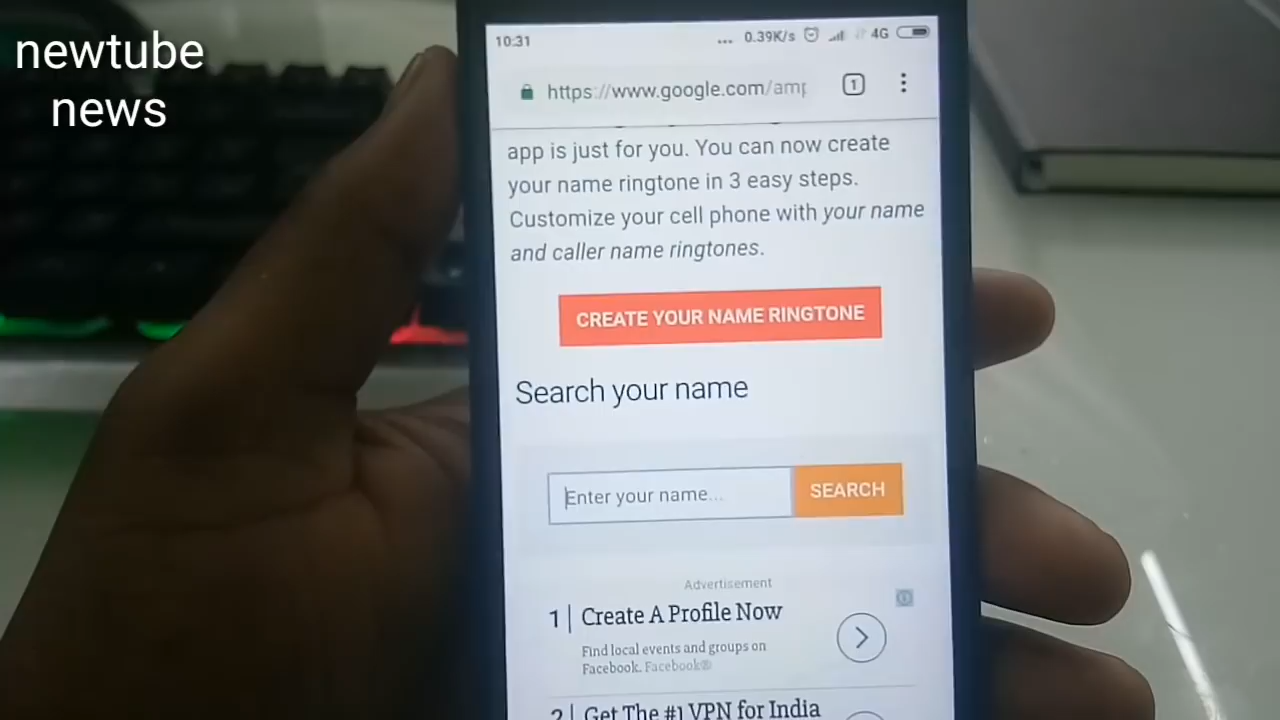 newtube
news
10:31
... 0.39K/s 4G
https://www.google.com/amp
1
app is just for you. You can now create
your name ringtone in 3 easy steps.
Customize your cell phone with your name
and caller name ringtones.
CREATE YOUR NAME RINGTONE
Search your name
Enter your name...
SEARCH
Advertisement
1 | Create A Profile Now
Find local events and groups on
Facebook. Facebook®
2 | Get The #1 VPN for India